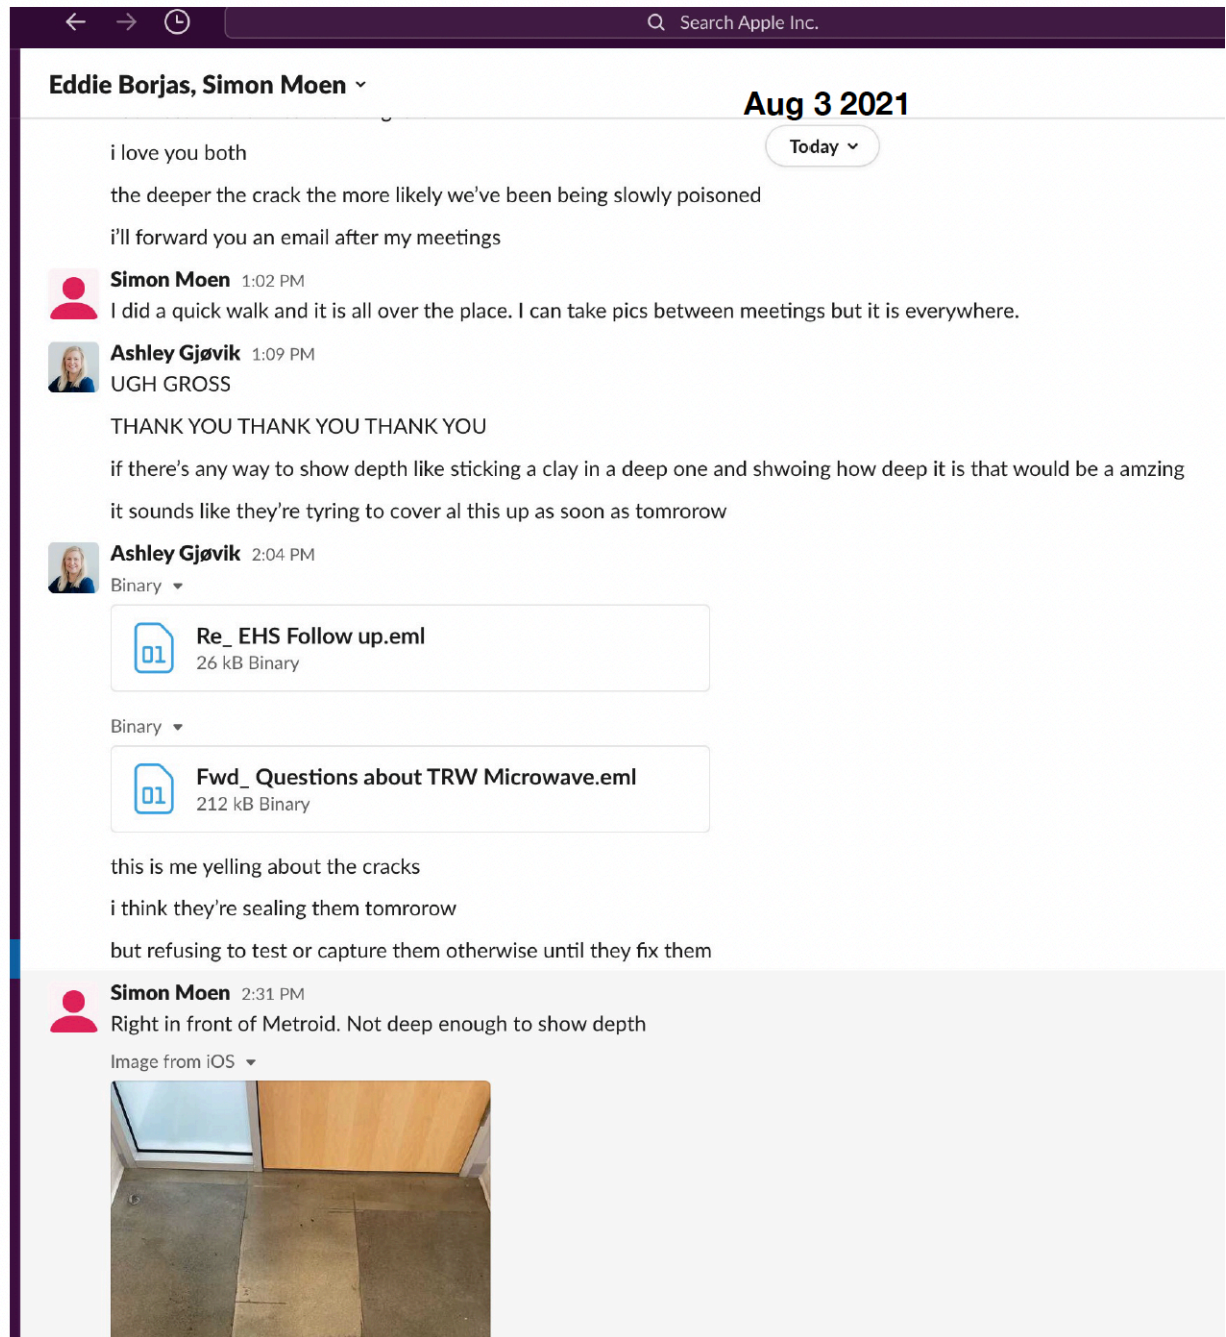 Search Apple Inc.
Eddie Borjas, Simon Moen
Aug 3 2021
Today
i love you both
the deeper the crack the more likely we've been being slowly poisoned
i'll forward you an email after my meetings
Simon Moen 1:02 PM
I did a quick walk and it is all over the place. I can take pics between meetings but it is everywhere.
Ashley Gjøvik 1:09 PM
UGH GROSS
THANK YOU THANK YOU THANK YOU
if there's any way to show depth like sticking a clay in a deep one and shwoing how deep it is that would be a amzing
it sounds like they're tyring to cover al this up as soon as tomrorow
Ashley Gjøvik 2:04 PM
Binary
01
Re_ EHS Follow up.eml
26 kB Binary
Binary
01
Fwd_ Questions about TRW Microwave.eml
212 kB Binary
this is me yelling about the cracks
i think they're sealing them tomrorow
but refusing to test or capture them otherwise until they fix them
Simon Moen 2:31 PM
Right in front of Metroid. Not deep enough to show depth
Image from iOS